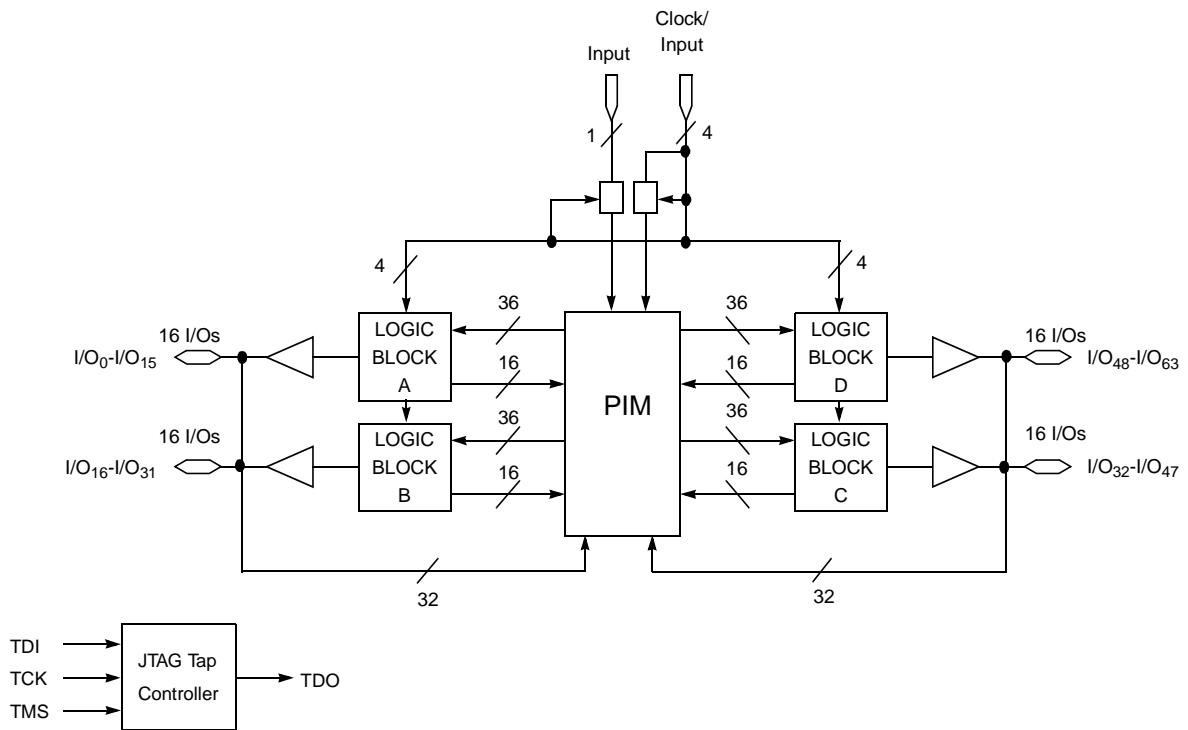 Clock/
Input
Input
1
4
4
4
36
36
16 I/Os
LOGIC
BLOCK
A
LOGIC
BLOCK
D
16 I/Os
I/O0-I/O15
I/O48-I/O63
16
16
PIM
36
36
16 I/Os
LOGIC
BLOCK
B
LOGIC
BLOCK
C
16 I/Os
I/O16-I/O31
I/O32-I/O47
16
16
32
32
TDI
TCK
TMS
JTAG Tap
Controller
TDO